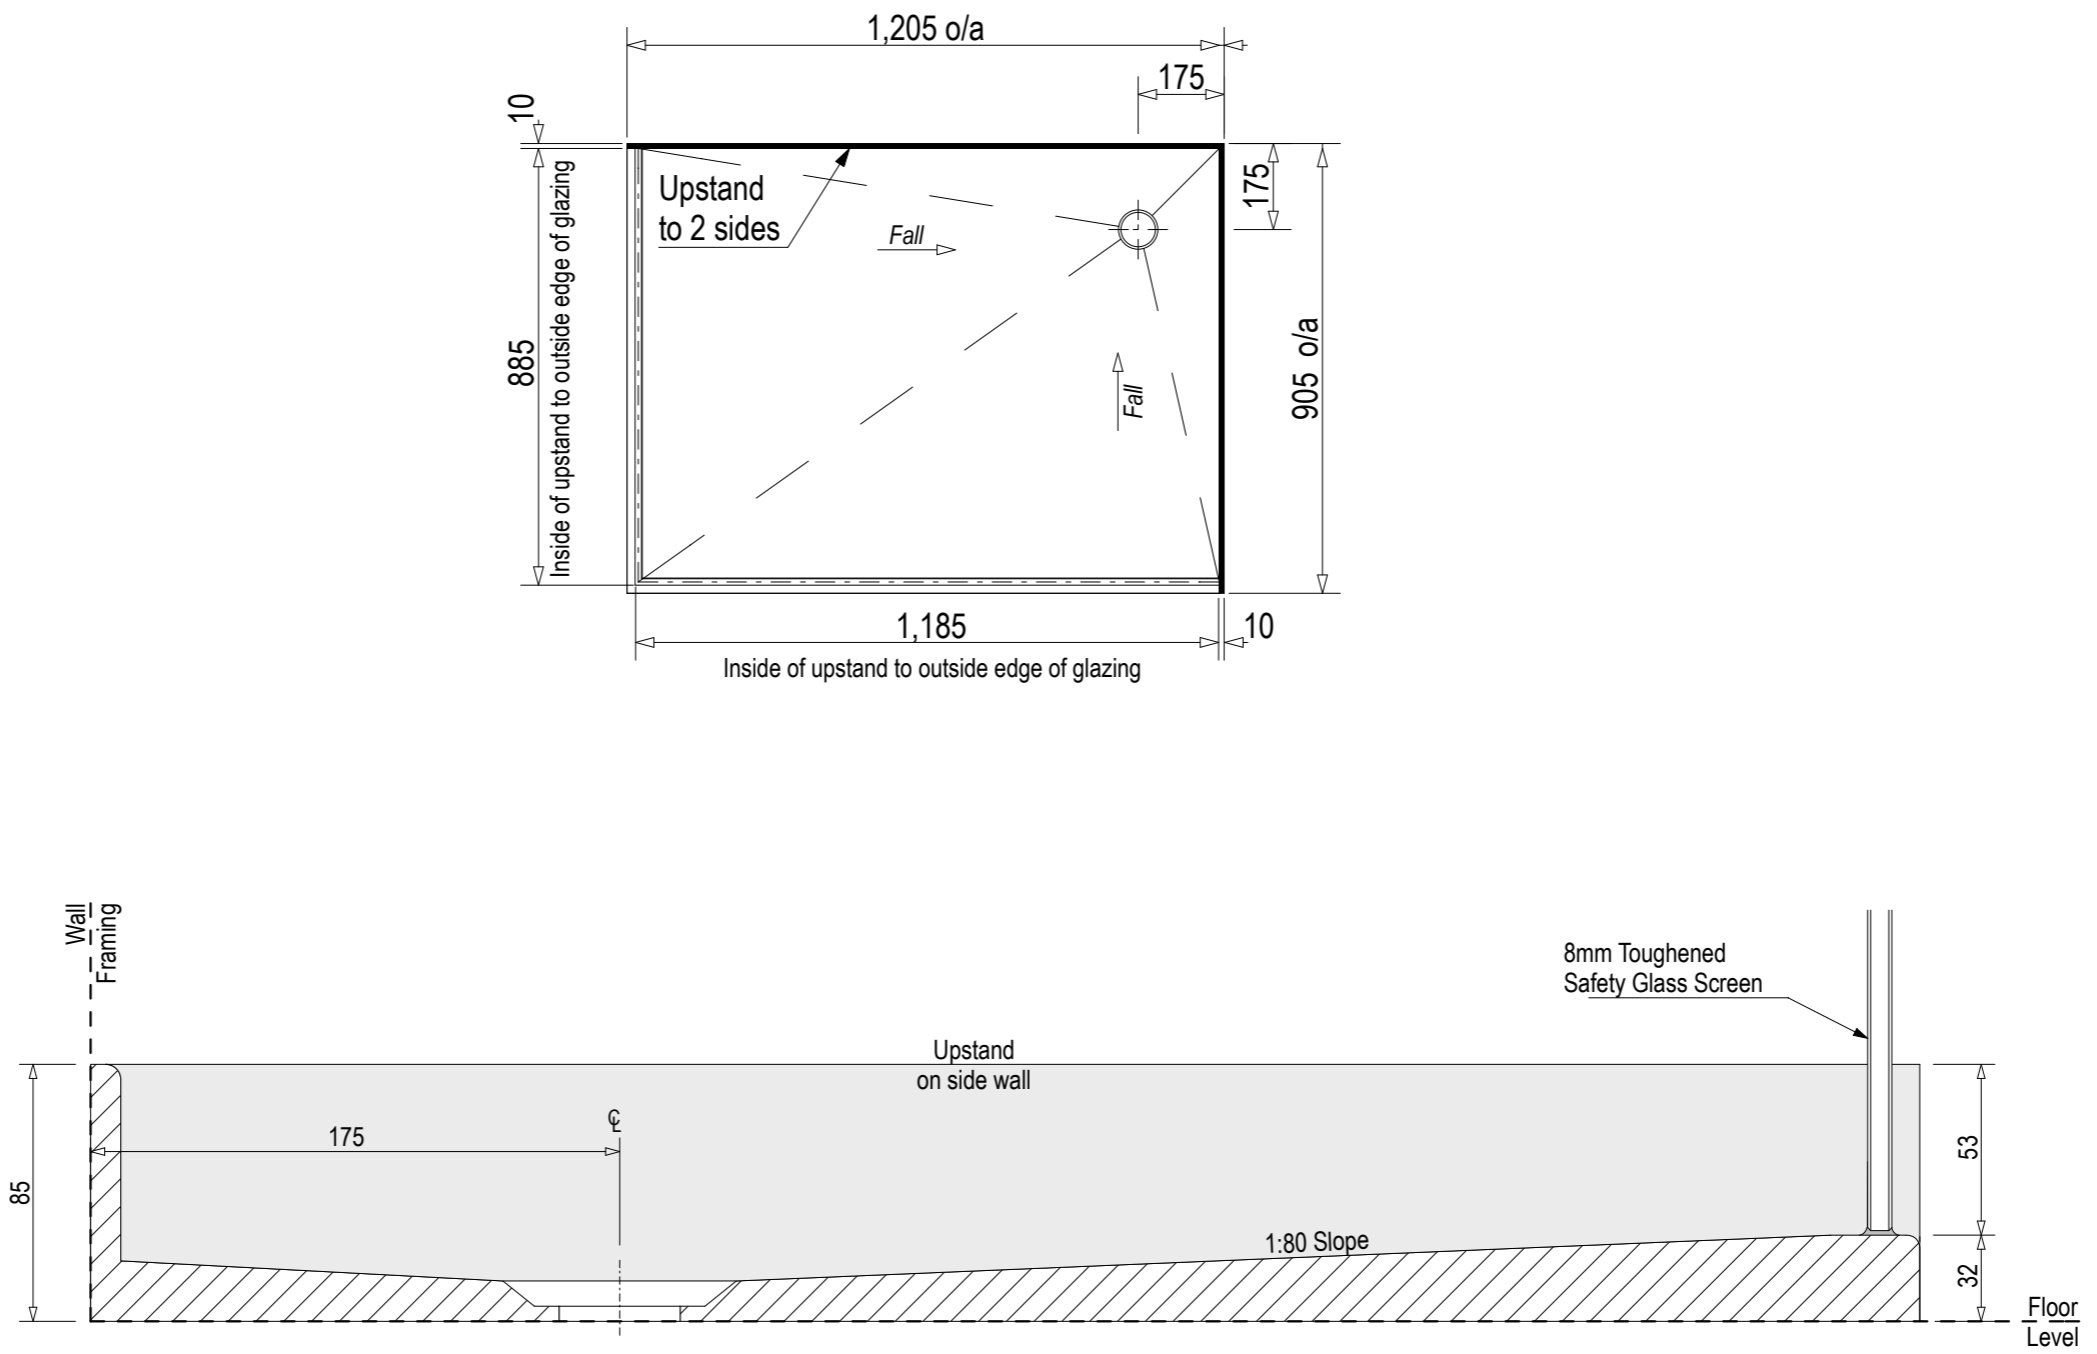 1,205 o/a
175
10
Upstand
to 2 sides
Fall
175
885
Inside of upstand to outside edge of glazing
Fall
905 o/a
1,185
10
Inside of upstand to outside edge of glazing
Wall
Framing
8mm Toughened
Safety Glass Screen
Upstand
on side wall
℄
175
85
53
1:80 Slope
32
Floor
Level